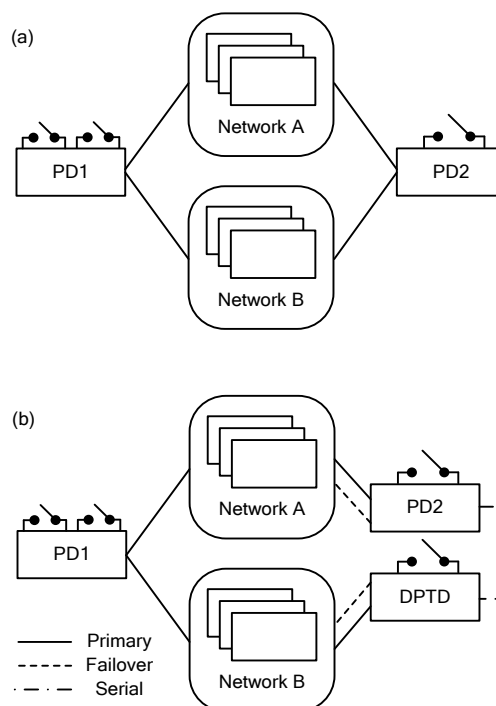 (a)
Network A
PD1
PD2
Network B
(b)
Network A
PD2
PD1
DPTD
Network B
Primary
Failover
Serial